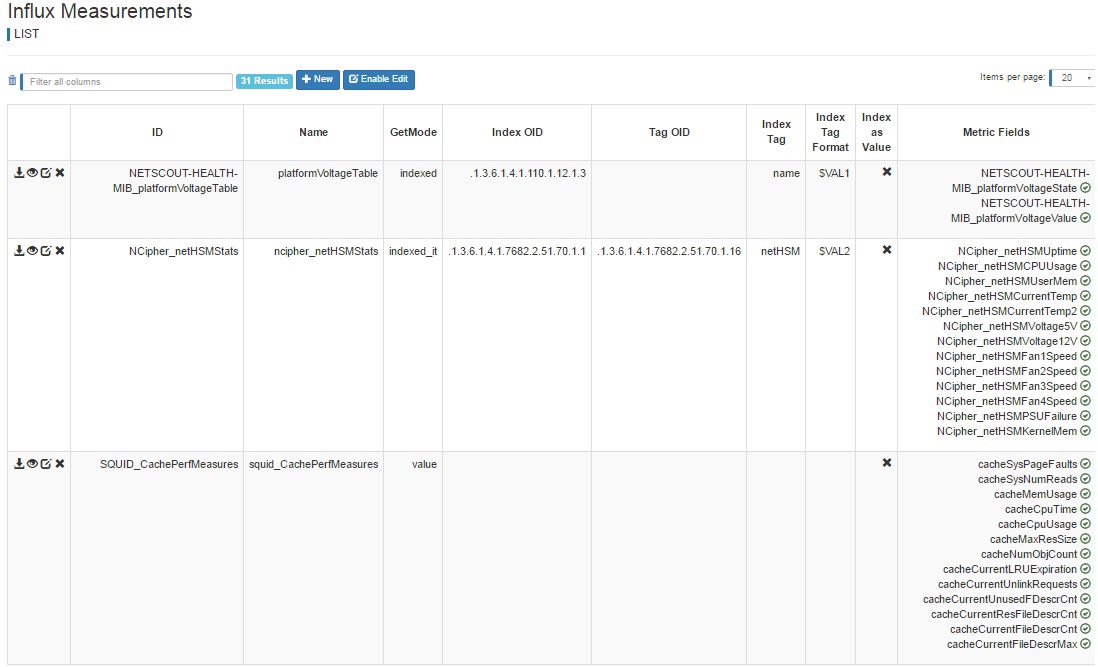 Influx Measurements
LIST
Filter all columns
31 Results
New
Enable Edit
Items per page:
20
ID
Name
GetMode
Index OID
Tag OID
Index Tag
Index Tag Format
Index as Value
Metric Fields
NETSCOUT-HEALTH-
MIB_platformVoltageTable
platformVoltageTable
indexed
.1.3.6.1.4.1.110.1.12.1.3
name
$VAL1
NETSCOUT-HEALTH-
MIB_platformVoltageState
NETSCOUT-HEALTH-
MIB_platformVoltageValue
NCipher_netHSMStats
ncipher_netHSMStats
indexed_it
.1.3.6.1.4.1.7682.2.51.70.1.1
.1.3.6.1.4.1.7682.2.51.70.1.16
netHSM
$VAL2
NCipher_netHSMUptime
NCipher_netHSMCPUUsage
NCipher_netHSMUserMem
NCipher_netHSMCurrentTemp
NCipher_netHSMCurrentTemp2
NCipher_netHSMVoltage5V
NCipher_netHSMVoltage12V
NCipher_netHSMFan1Speed
NCipher_netHSMFan2Speed
NCipher_netHSMFan3Speed
NCipher_netHSMFan4Speed
NCipher_netHSMPSUFailure
NCipher_netHSMKernelMem
SQUID_CachePerfMeasures
squid_CachePerfMeasures
value
cacheSysPageFaults
cacheSysNumReads
cacheMemUsage
cacheCpuTime
cacheCpuUsage
cacheMaxResSize
cacheNumObjCount
cacheCurrentLRUExpiration
cacheCurrentUnlinkRequests
cacheCurrentUnusedFDescrCnt
cacheCurrentResFileDescrCnt
cacheCurrentFileDescrCnt
cacheCurrentFileDescrMax